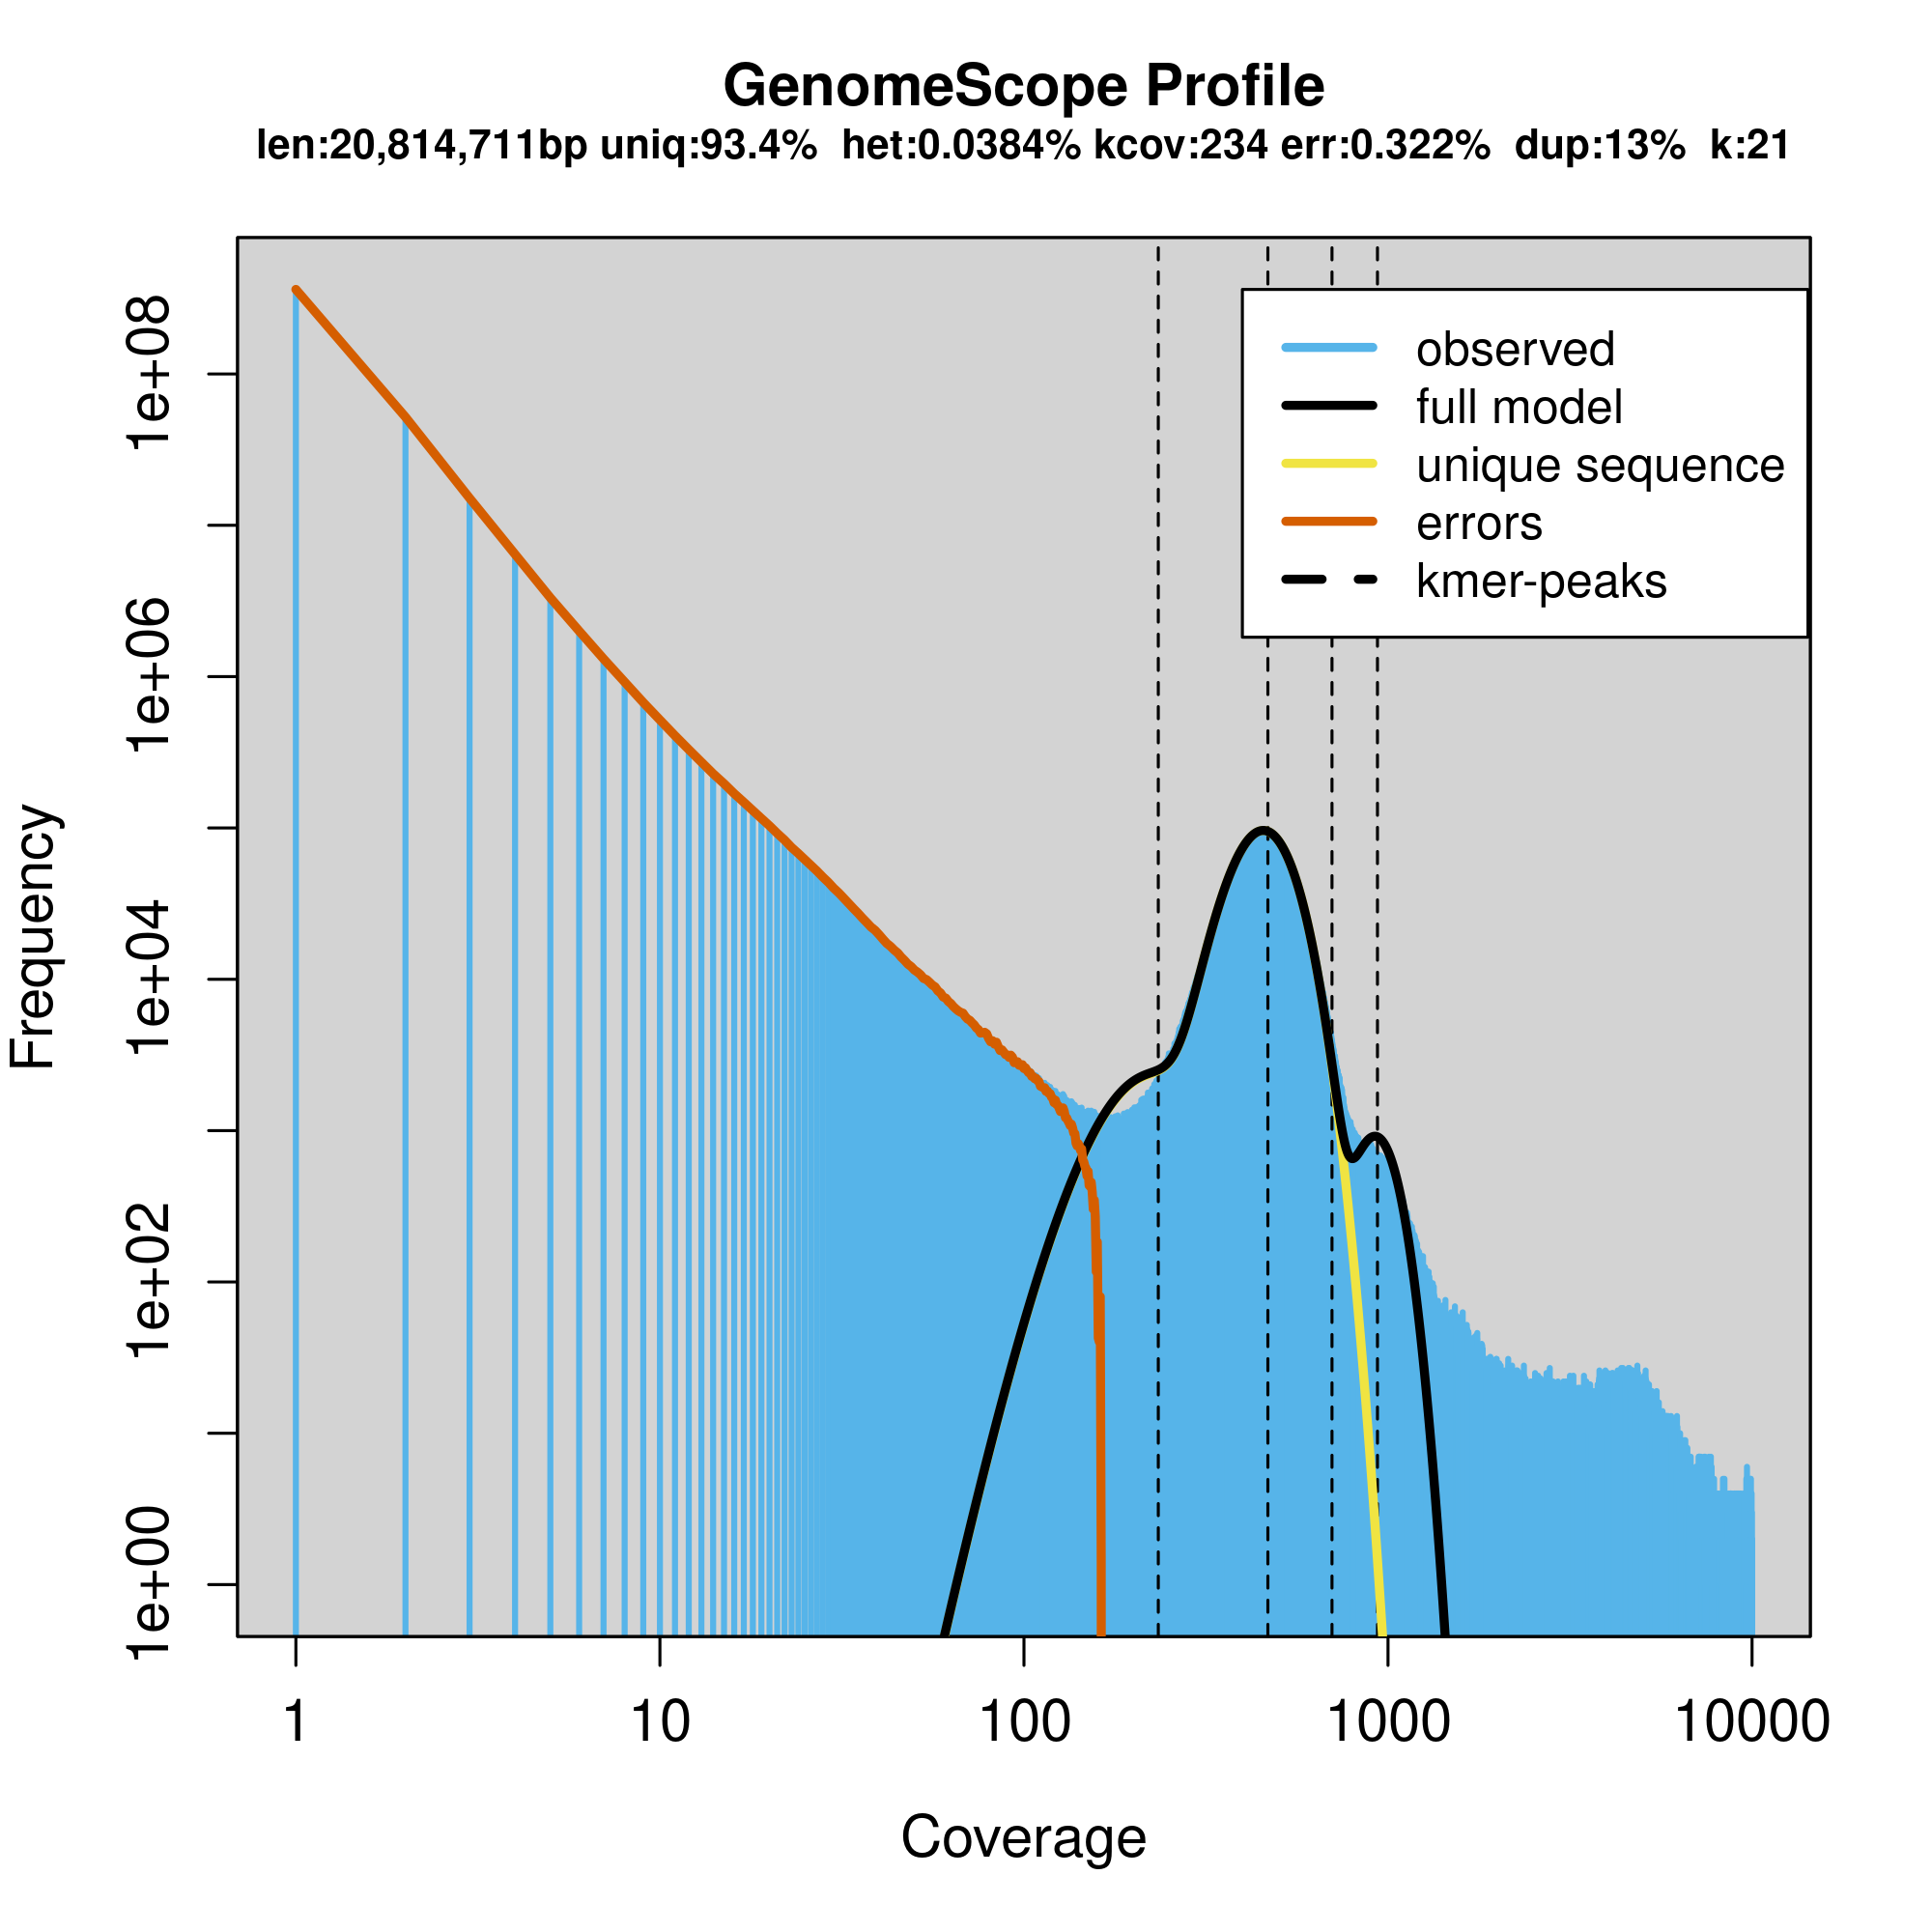 GenomeScope Profile
len:20,814,711bp uniq:93.4% het:0.0384% kcov:234 err:0.322% dup:13% k:21
observed
full model
unique sequence
errors
kmer-peaks
Frequency
1e+08
1e+06
1e+04
1e+02
1e+00
1 10 100 1000 10000
Coverage